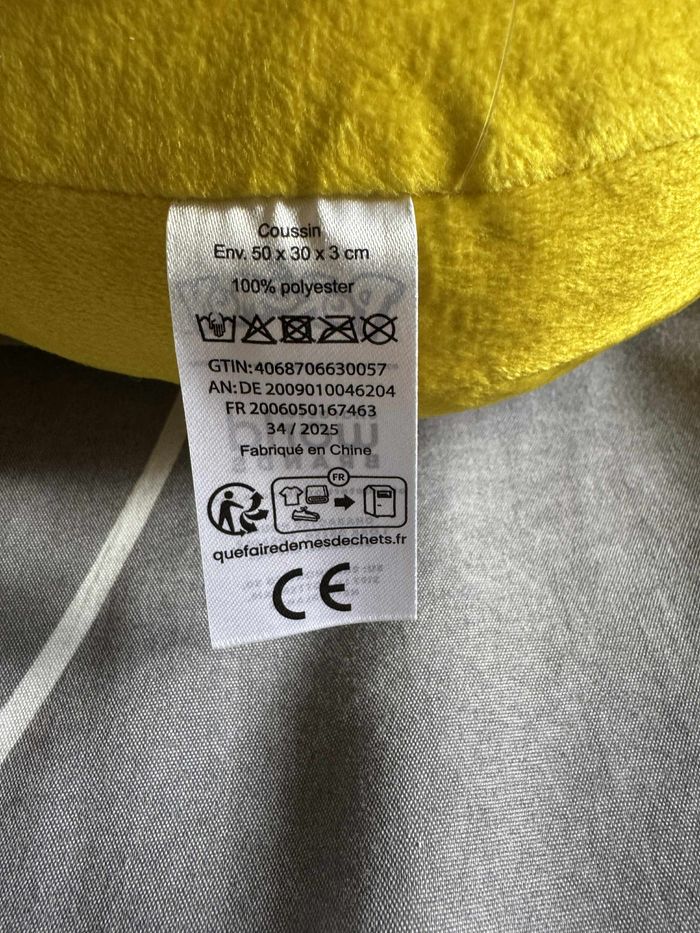 Coussin
Env. 50 x 30 x 3 cm
100% polyester
GTIN: 4068706630057
AN: DE 2009010046204
FR 2006050167463
34 / 2025
Fabriqué en Chine
FR
quefairedemesdechets.fr
CE